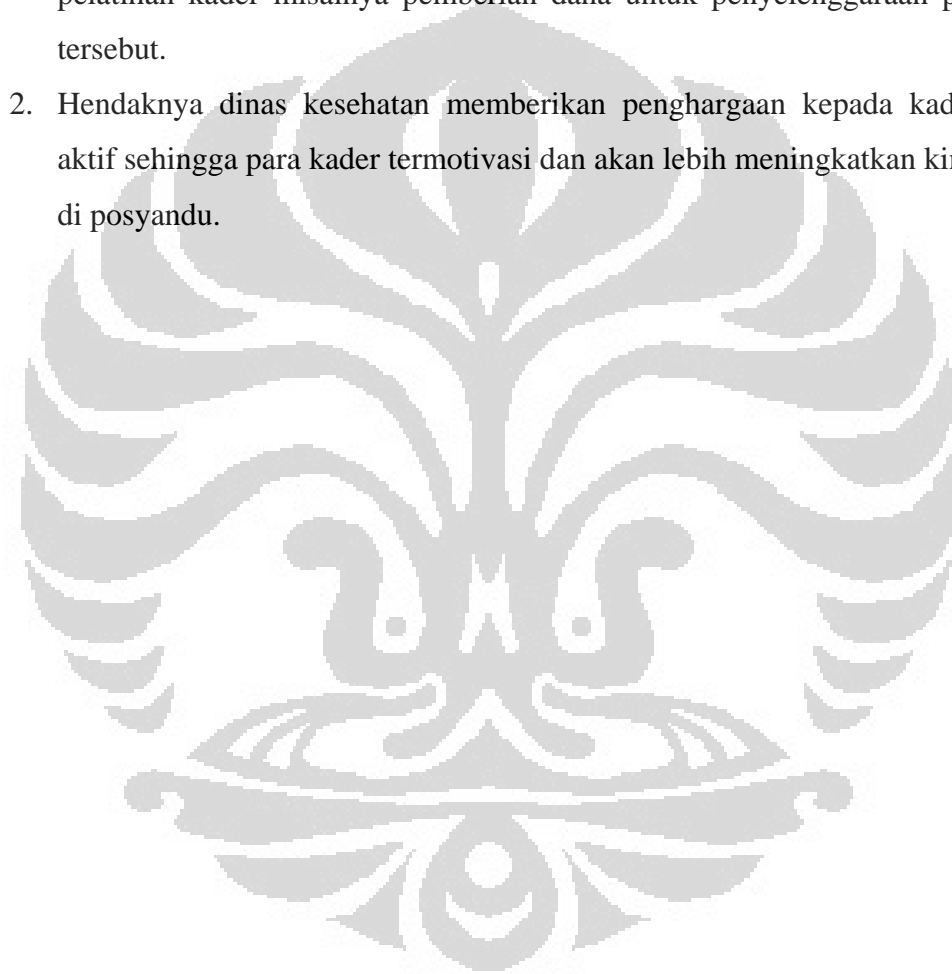 pelatihan kader misalnya pemberian dana untuk penyelenggaraan
tersebut.
2. Hendaknya dinas kesehatan memberikan penghargaan kepada
aktif sehingga para kader termotivasi dan akan lebih meningkatkan
di posyandu.